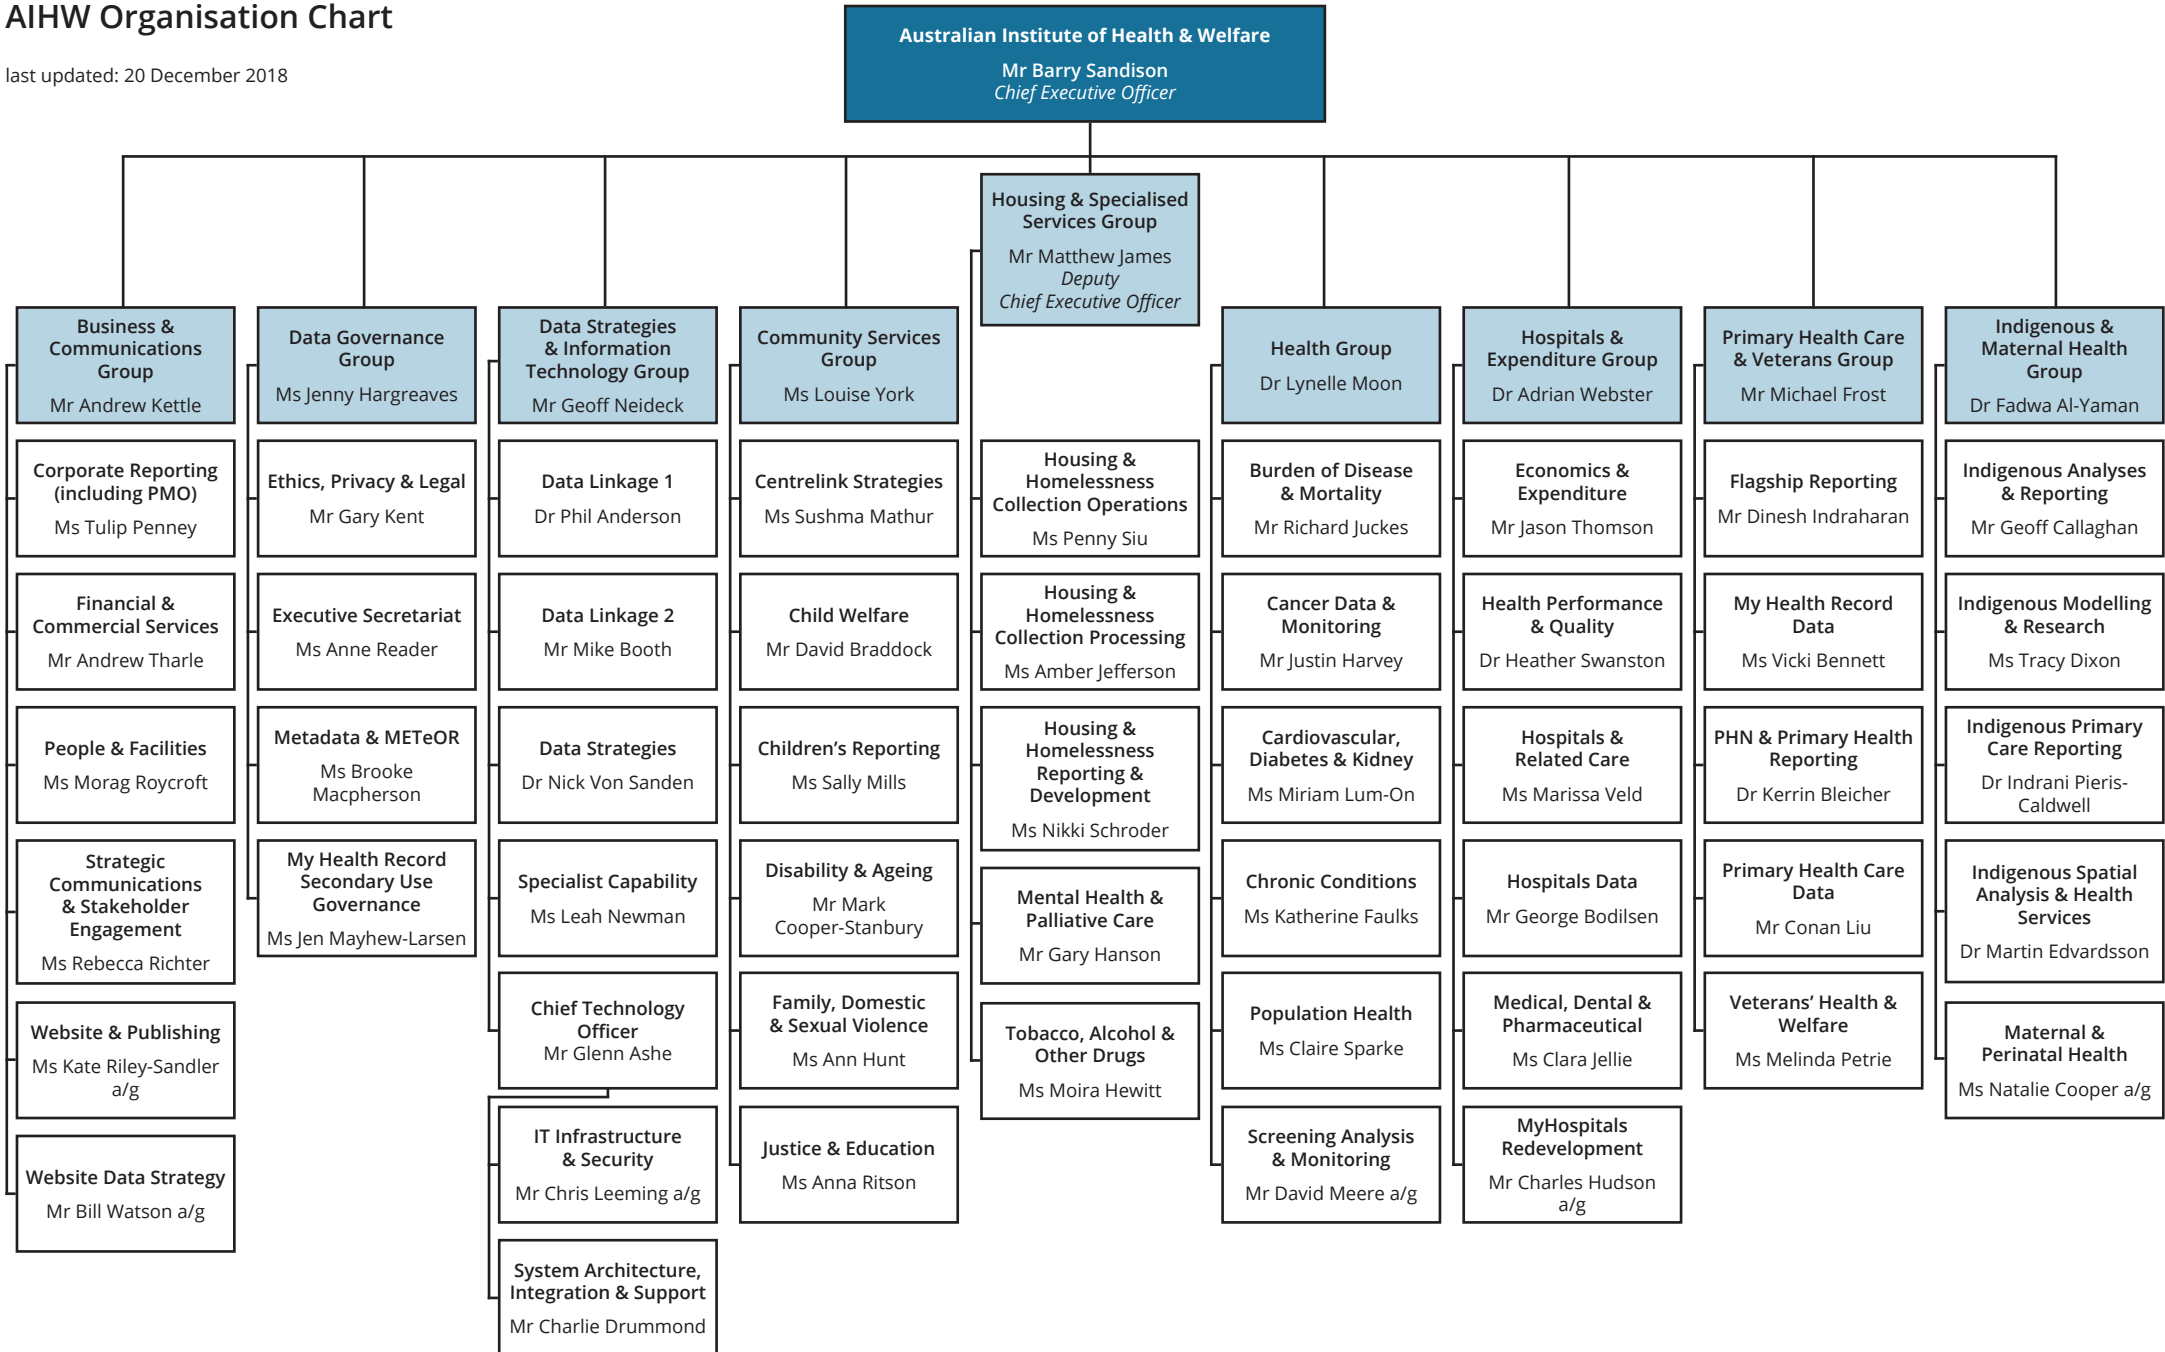 AIHW Organisation Chart
last updated: 20 December 2018
Australian Institute of Health & Welfare
Mr Barry Sandison
Chief Executive Officer
Housing & Specialised
Services Group
Mr Matthew James
Deputy
Chief Executive Officer
Business &
Communications
Group
Mr Andrew Kettle
Corporate Reporting
(including PMO)
Ms Tulip Penney
Financial &
Commercial Services
Mr Andrew Tharle
People & Facilities
Ms Morag Roycroft
Strategic
Communications
& Stakeholder
Engagement
Ms Rebecca Richter
Website & Publishing
Ms Kate Riley-Sandler
a/g
Website Data Strategy
Mr Bill Watson a/g
Data Governance
Group
Ms Jenny Hargreaves
Ethics, Privacy & Legal
Mr Gary Kent
Executive Secretariat
Ms Anne Reader
Metadata & METeOR
Ms Brooke
Macpherson
My Health Record
Secondary Use
Governance
Ms Jen Mayhew-Larsen
Data Strategies
& Information
Technology Group
Mr Geoff Neideck
Data Linkage 1
Dr Phil Anderson
Data Linkage 2
Mr Mike Booth
Data Strategies
Dr Nick Von Sanden
Specialist Capability
Ms Leah Newman
Chief Technology
Officer
Mr Glenn Ashe
IT Infrastructure
& Security
Mr Chris Leeming a/g
System Architecture,
Integration & Support
Mr Charlie Drummond
Community Services
Group
Ms Louise York
Centrelink Strategies
Ms Sushma Mathur
Child Welfare
Mr David Braddock
Children’s Reporting
Ms Sally Mills
Disability & Ageing
Mr Mark
Cooper-Stanbury
Family, Domestic
& Sexual Violence
Ms Ann Hunt
Justice & Education
Ms Anna Ritson
Housing &
Homelessness
Collection Operations
Ms Penny Siu
Housing &
Homelessness
Collection Processing
Ms Amber Jefferson
Housing &
Homelessness
Reporting &
Development
Ms Nikki Schroder
Mental Health &
Palliative Care
Mr Gary Hanson
Tobacco, Alcohol &
Other Drugs
Ms Moira Hewitt
Health Group
Dr Lynelle Moon
Burden of Disease
& Mortality
Mr Richard Juckes
Cancer Data &
Monitoring
Mr Justin Harvey
Cardiovascular,
Diabetes & Kidney
Ms Miriam Lum-On
Chronic Conditions
Ms Katherine Faulks
Population Health
Ms Claire Sparke
Screening Analysis
& Monitoring
Mr David Meere a/g
Hospitals &
Expenditure Group
Dr Adrian Webster
Economics &
Expenditure
Mr Jason Thomson
Health Performance
& Quality
Dr Heather Swanston
Hospitals &
Related Care
Ms Marissa Veld
Hospitals Data
Mr George Bodilsen
Medical, Dental &
Pharmaceutical
Ms Clara Jellie
MyHospitals
Redevelopment
Mr Charles Hudson
a/g
Primary Health Care
& Veterans Group
Mr Michael Frost
Flagship Reporting
Mr Dinesh Indraharan
My Health Record
Data
Ms Vicki Bennett
PHN & Primary Health
Reporting
Dr Kerrin Bleicher
Primary Health Care
Data
Mr Conan Liu
Veterans’ Health &
Welfare
Ms Melinda Petrie
Indigenous &
Maternal Health
Group
Dr Fadwa Al-Yaman
Indigenous Analyses
& Reporting
Mr Geoff Callaghan
Indigenous Modelling
& Research
Ms Tracy Dixon
Indigenous Primary
Care Reporting
Dr Indrani Pieris-
Caldwell
Indigenous Spatial
Analysis & Health
Services
Dr Martin Edvardsson
Maternal &
Perinatal Health
Ms Natalie Cooper a/g